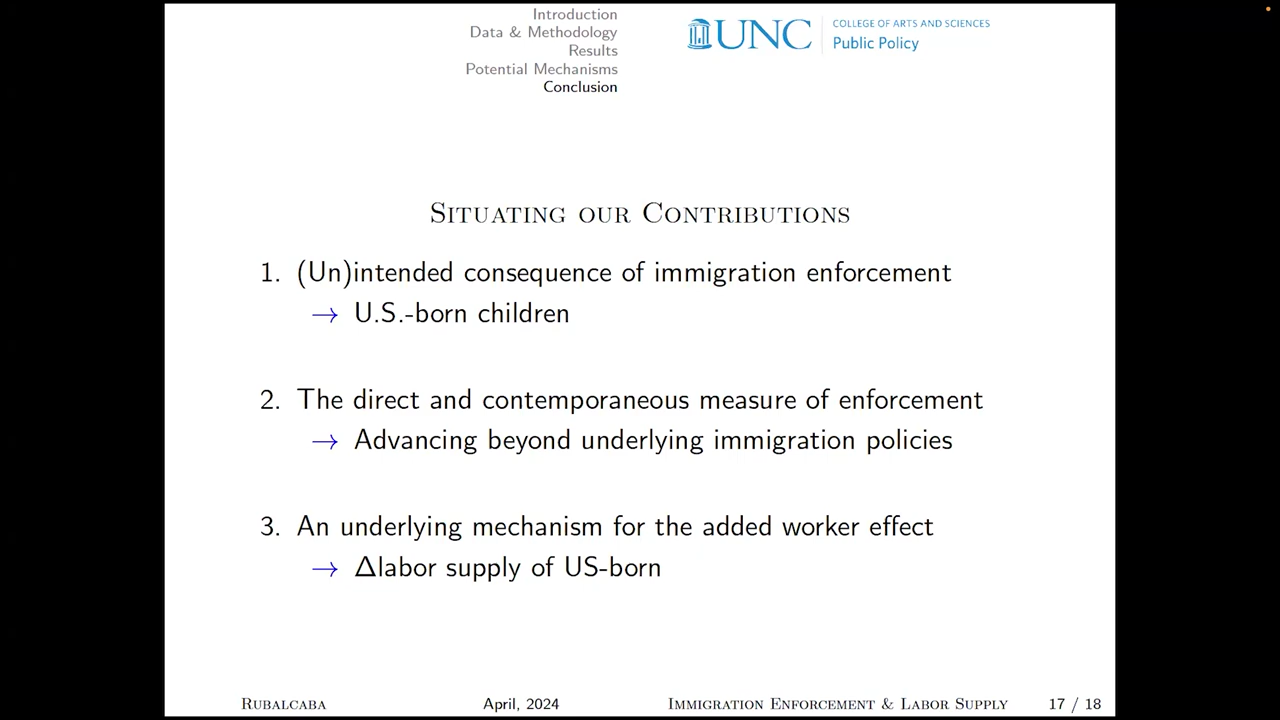 Introduction
Data & Methodology
Results
Potential Mechanisms
Conclusion
UNC
COLLEGE OF ARTS AND SCIENCES
Public Policy
Situating our Contributions
1. (Un)intended consequence of immigration enforcement
→ U.S.-born children
2. The direct and contemporaneous measure of enforcement
→ Advancing beyond underlying immigration policies
3. An underlying mechanism for the added worker effect
→ Δlabor supply of US-born
Rubalcaba April, 2024 Immigration Enforcement & Labor Supply 17 / 18